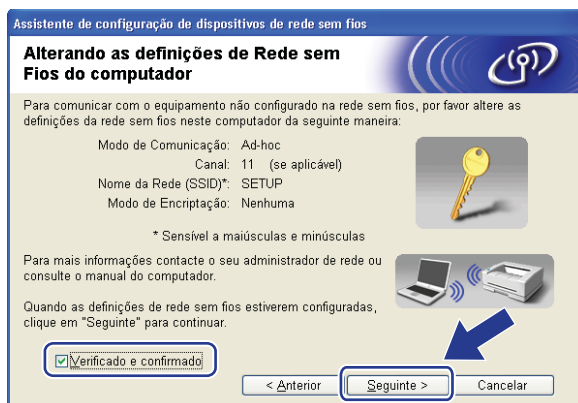 Assistente de configuração de dispositivos de rede sem fios
Alterando as definições de Rede sem
Fios do computador
Para comunicar com o equipamento não configurado na rede sem fios, por favor altere as
definições da rede sem fios neste computador da seguinte maneira:
Modo de Comunicação: Ad-hoc
Canal: 11 (se aplicável)
Nome da Rede (SSID)*: SETUP
Modo de Encriptação: Nenhuma
* Sensível a maiúsculas e minúsculas
Para mais informações contacte o seu administrador de rede ou
consulte o manual do computador.
Quando as definições de rede sem fios estiverem configuradas,
clique em "Seguinte" para continuar.
Verificado e confirmado
< Anterior Seguinte > Cancelar